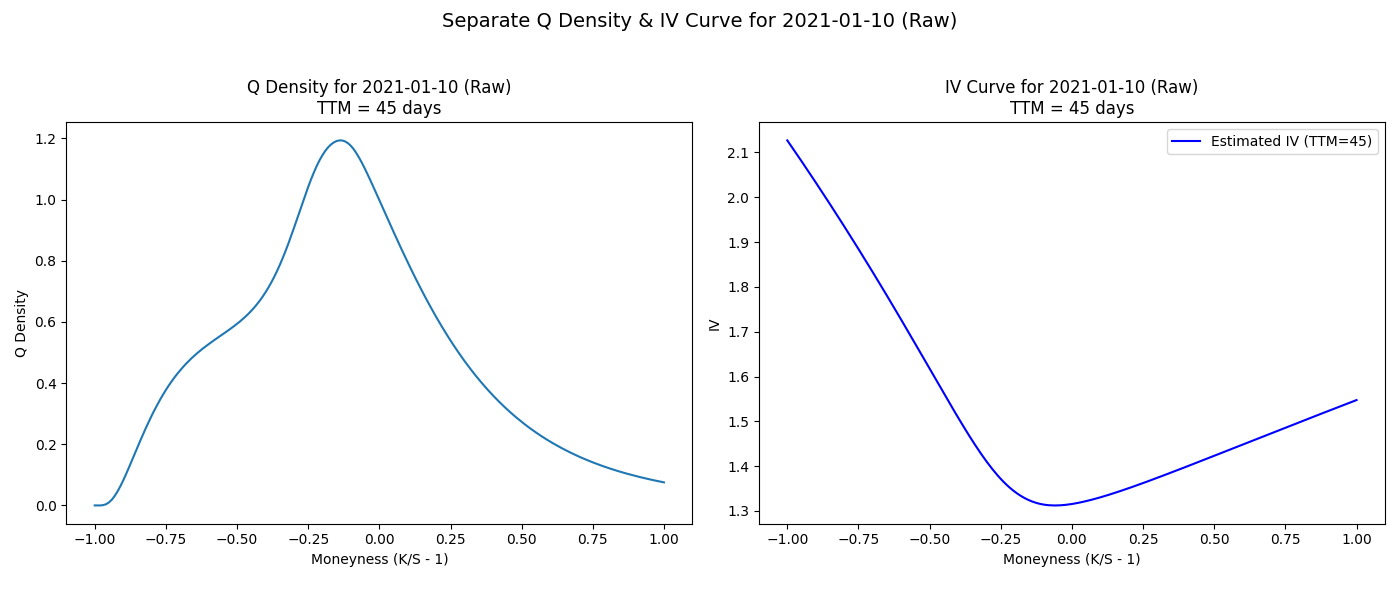 Separate Q Density & IV Curve for 2021-01-10 (Raw)
Q Density for 2021-01-10 (Raw)
TTM = 45 days
Q Density
1.2
1.0
0.8
0.6
0.4
0.2
0.0
−1.00 −0.75 −0.50 −0.25 0.00 0.25 0.50 0.75 1.00
Moneyness (K/S - 1)
IV Curve for 2021-01-10 (Raw)
TTM = 45 days
Estimated IV (TTM=45)
IV
2.1
2.0
1.9
1.8
1.7
1.6
1.5
1.4
1.3
−1.00 −0.75 −0.50 −0.25 0.00 0.25 0.50 0.75 1.00
Moneyness (K/S - 1)